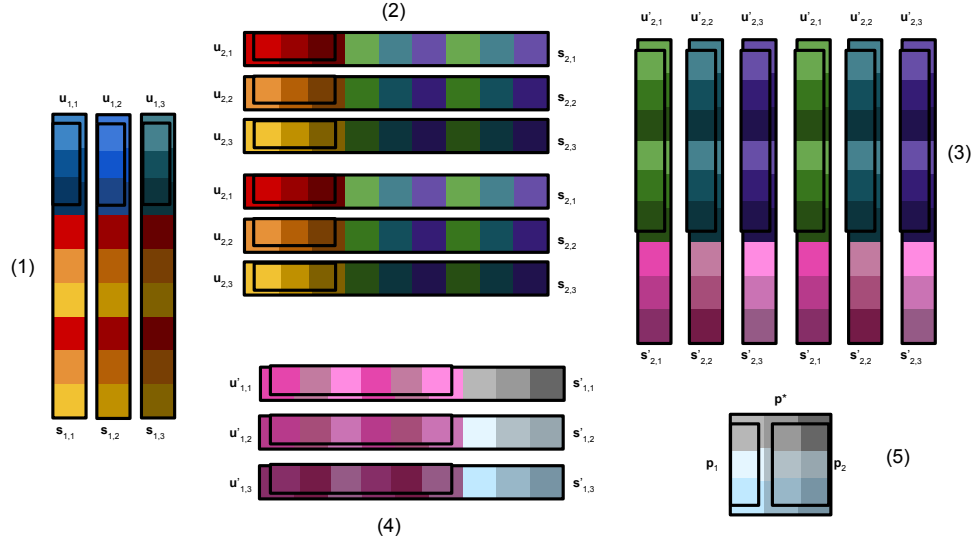 (1)
u1,1 u1,2 u1,3
s1,1 s1,2 s1,3
(2)
u2,1 s2,1
u2,2 s2,2
u2,3 s2,3
u2,1 s2,1
u2,2 s2,2
u2,3 s2,3
(3)
u'2,1 u'2,2 u'2,3 u'2,1 u'2,2 u'2,3
s'2,1 s'2,2 s'2,3 s'2,1 s'2,2 s'2,3
u'1,1 s'1,1
u'1,2 s'1,2
u'1,3 s'1,3
(4)
p*
p1 p2
(5)